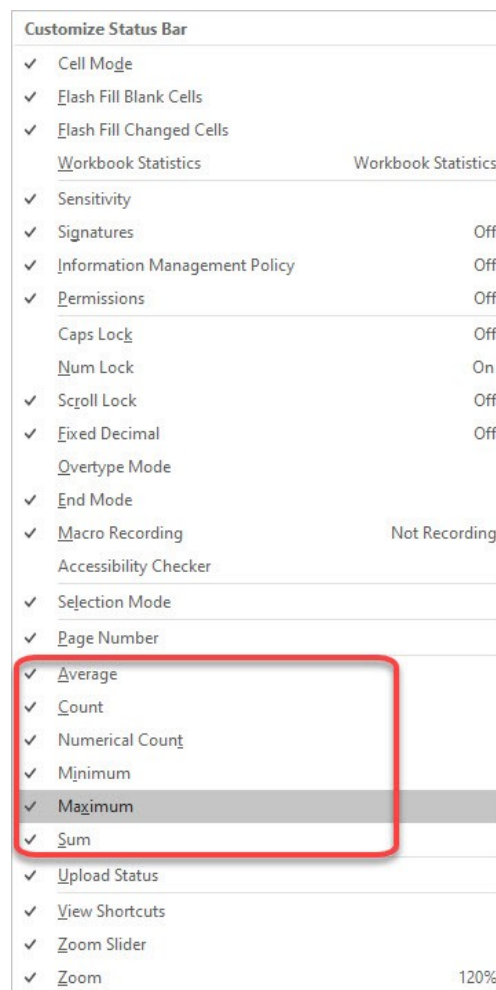 Customize Status Bar
Cell Mode
Flash Fill Blank Cells
Flash Fill Changed Cells
Workbook Statistics Workbook Statistics
Sensitivity
Signatures Off
Information Management Policy Off
Permissions Off
Caps Lock Off
Num Lock On
Scroll Lock Off
Fixed Decimal Off
Overtype Mode
End Mode
Macro Recording Not Recording
Accessibility Checker
Selection Mode
Page Number
Average
Count
Numerical Count
Minimum
Maximum
Sum
Upload Status
View Shortcuts
Zoom Slider
Zoom 120%